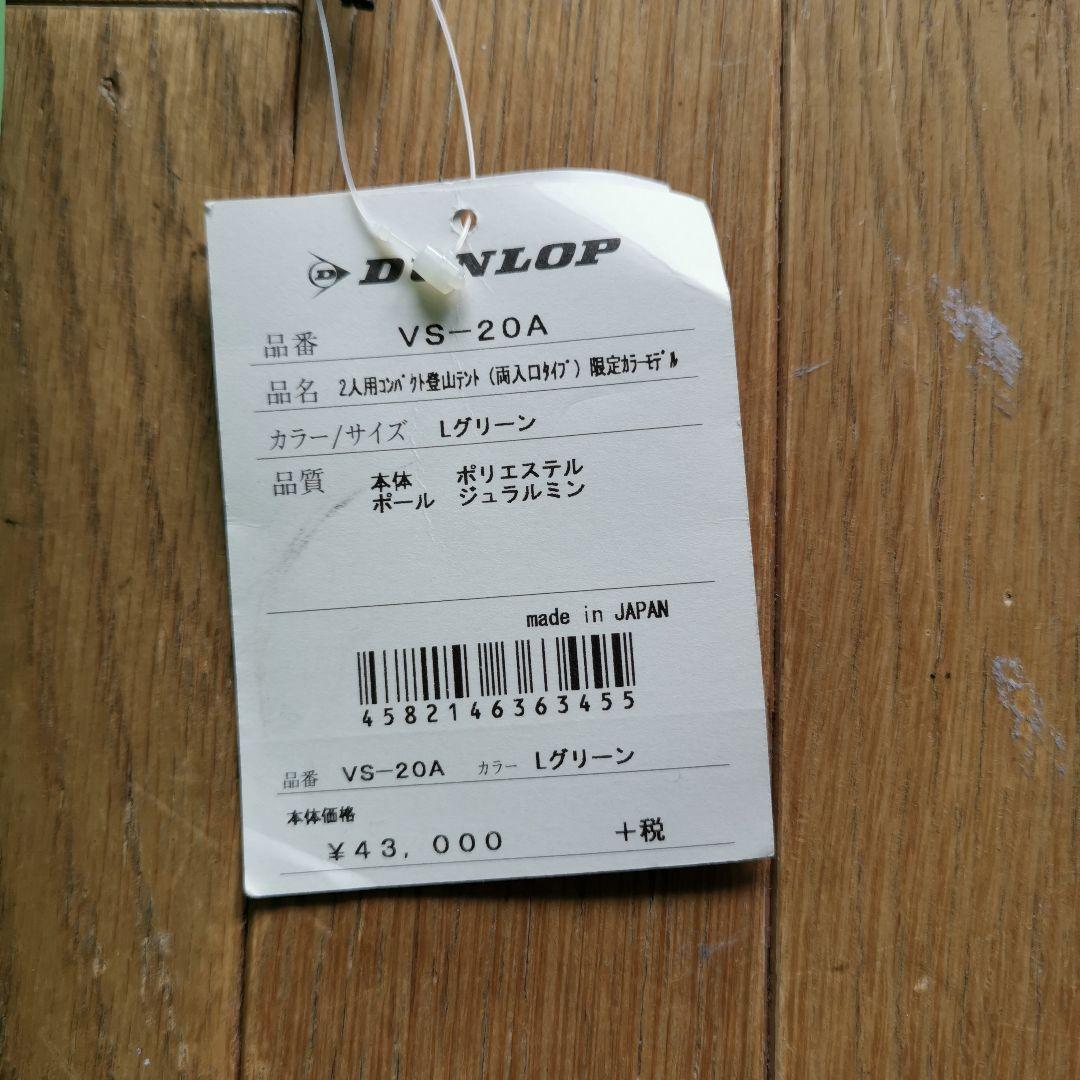 DUNLOP
品番 VS-20A
品名 2人用ｺﾝﾊﾟｸﾄ登山ﾃﾝﾄ(両入口ﾀｲﾌﾟ)限定ｶﾗｰﾓﾃﾞﾙ
カラー/サイズ Lグリーン
品質 本体 ポリエステル
ポール ジュラルミン
made in JAPAN
4582146363455
品番 VS-20A カラー Lグリーン
本体価格
¥43,000 +税